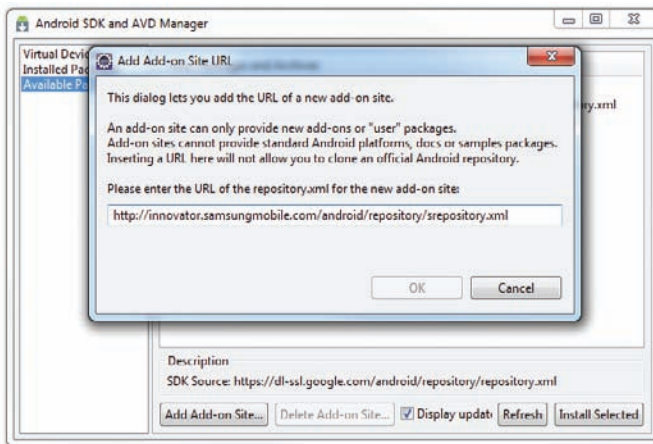 Android SDK and AVD Manager
Virtual Devic
Installed Pac
Available Pa
Add Add-on Site URL
ry.xml
This dialog lets you add the URL of a new add-on site.
An add-on site can only provide new add-ons or "user" packages.
Add-on sites cannot provide standard Android platforms, docs or samples packages.
Inserting a URL here will not allow you to clone an official Android repository.
Please enter the URL of the repository.xml for the new add-on site:
http://innovator.samsungmobile.com/android/repository/srepository.xml
OK
Cancel
Description
SDK Source: https://dl-ssl.google.com/android/repository/repository.xml
Add Add-on Site... Delete Add-on Site... Display updat Refresh Install Selected